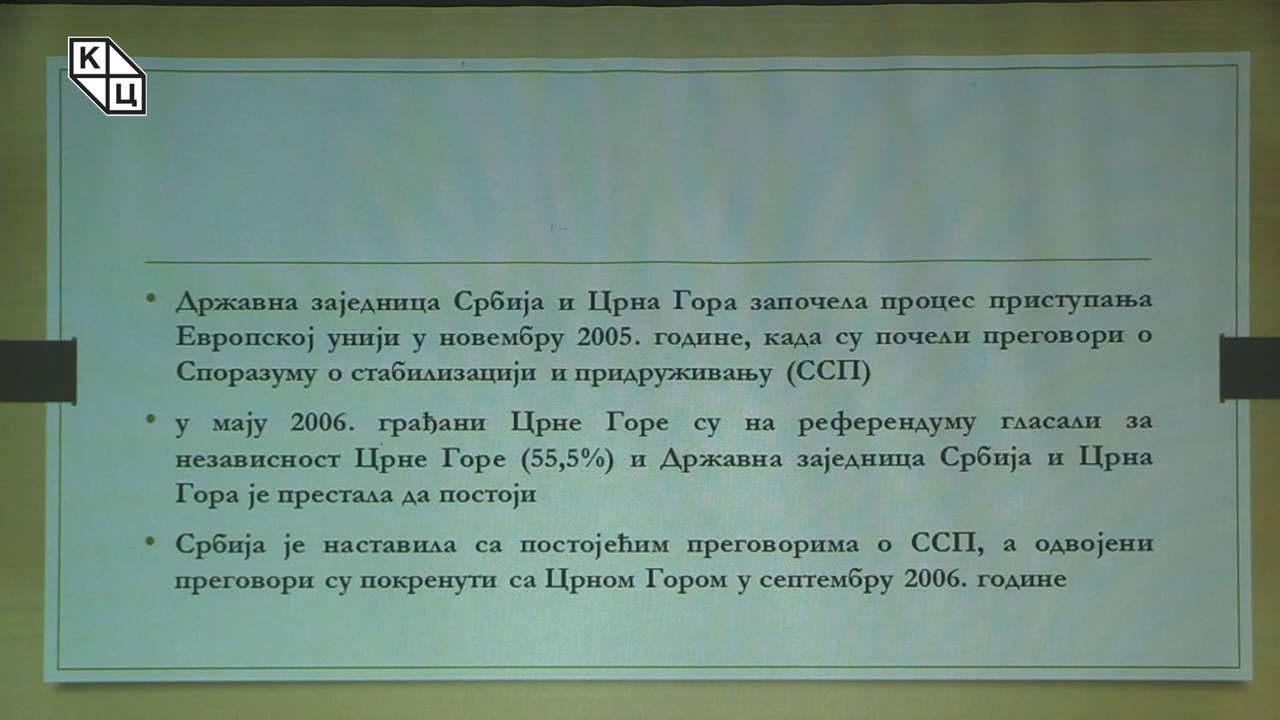 К
Ц
• Државна заједница Србија и Црна Гора започела процес приступања
Европској унији у новембру 2005. године, када су почели преговори о
Споразуму о стабилизацији и придруживању (ССП)
• у мају 2006. грађани Црне Горе су на референдуму гласали за
независност Црне Горе (55,5%) и Државна заједница Србија и Црна
Гора је престала да постоји
• Србија је наставила са постојећим преговорима о ССП, а одвојени
преговори су покренути са Црном Гором у септембру 2006. године